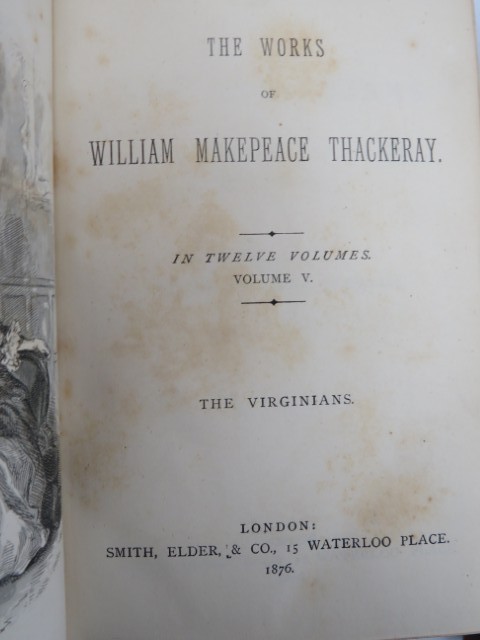 THE WORKS
OF
WILLIAM MAKEPEACE THACKERAY.
IN TWELVE VOLUMES.
VOLUME V.
THE VIRGINIANS.
LONDON:
SMITH, ELDER, & CO., 15 WATERLOO PLACE.
1876.